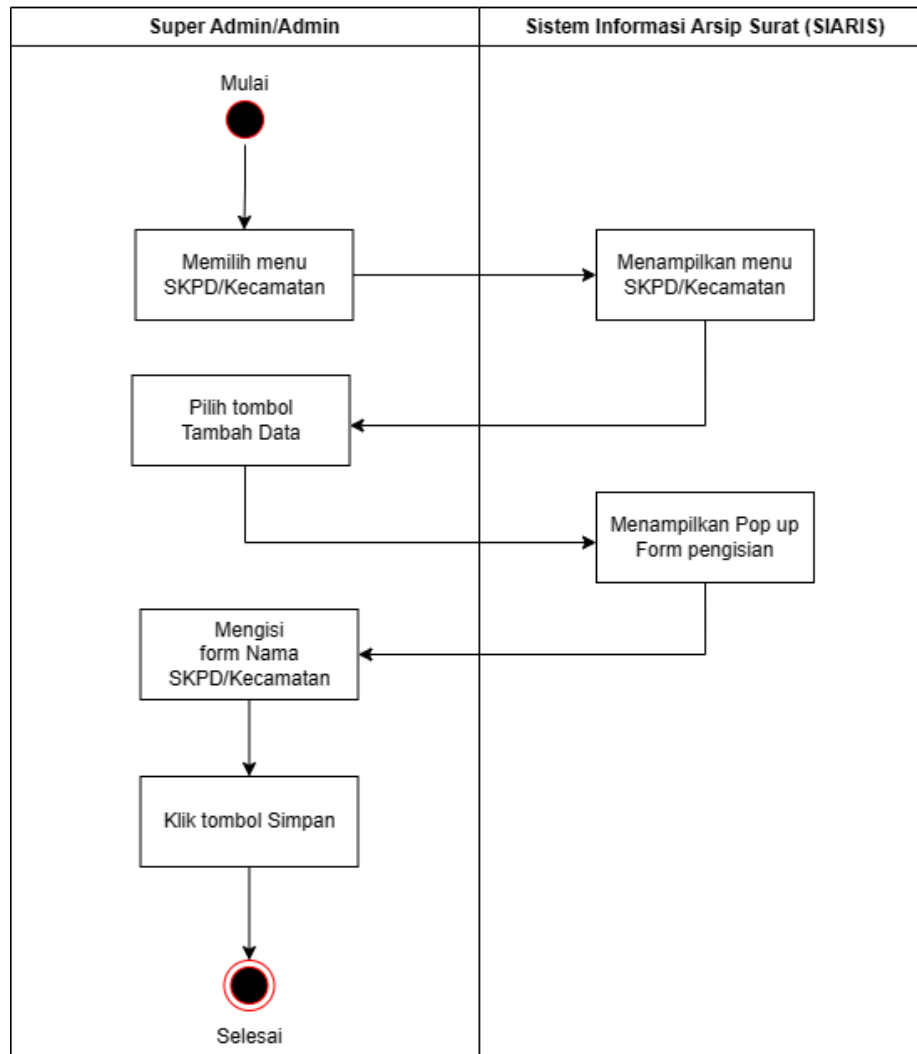 Super Admin/Admin
Sistem Informasi Arsip Surat (SIARIS)
Mulai
Memilih menu
SKPD/Kecamatan
Menampilkan menu
SKPD/Kecamatan
Pilih tombol
Tambah Data
Menampilkan Pop up
Form pengisian
Mengisi
form Nama
SKPD/Kecamatan
Klik tombol Simpan
Selesai